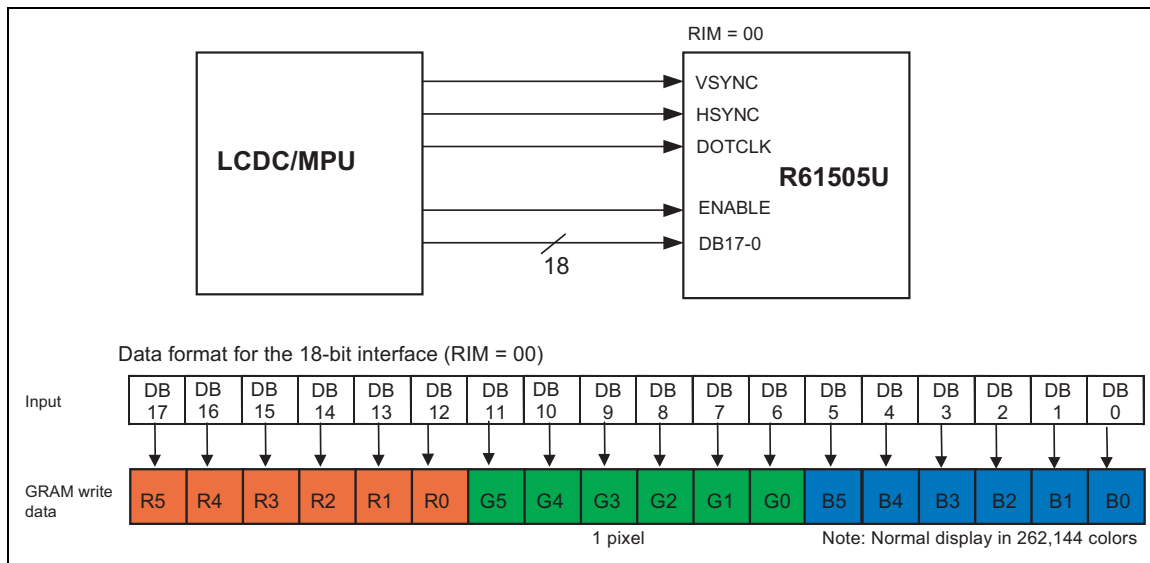 RIM = 00
LCDC/MPU
VSYNC
HSYNC
DOTCLK
R61505U
ENABLE
DB17-0
18
Data format for the 18-bit interface (RIM = 00)
Input
DB 17 DB 16 DB 15 DB 14 DB 13 DB 12 DB 11 DB 10 DB 9 DB 8 DB 7 DB 6 DB 5 DB 4 DB 3 DB 2 DB 1 DB 0
GRAM write data
R5 R4 R3 R2 R1 R0 G5 G4 G3 G2 G1 G0 B5 B4 B3 B2 B1 B0
1 pixel
Note: Normal display in 262,144 colors